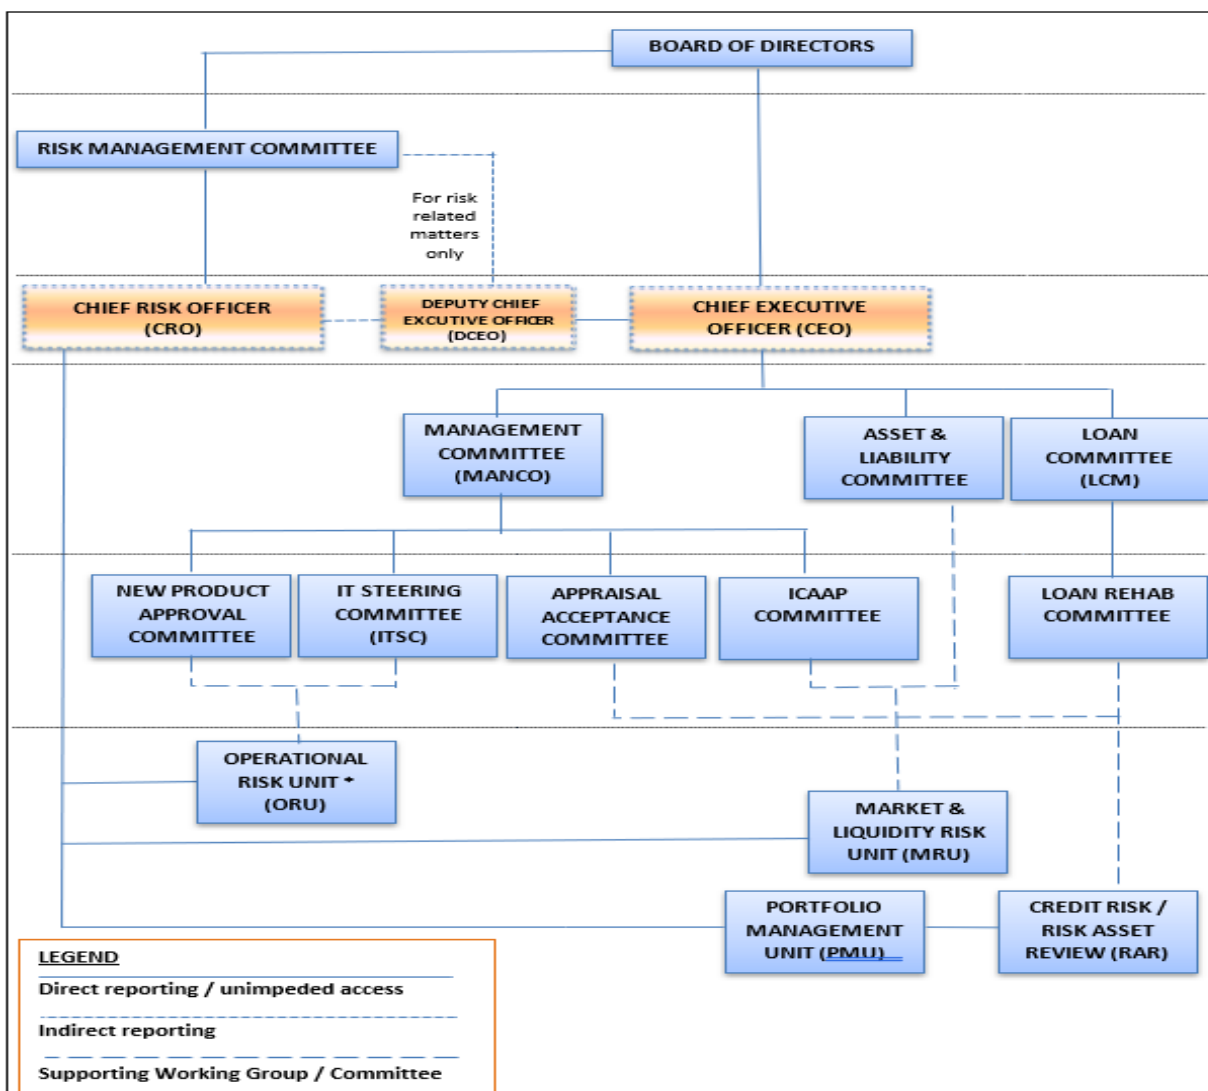 BOARD OF DIRECTORS
RISK MANAGEMENT COMMITTEE
For risk
related
matters
only
CHIEF RISK OFFICER
(CRO)
DEPUTY CHIEF
EXCUTIVE OFFICER
(DCEO)
CHIEF EXECUTIVE
OFFICER (CEO)
MANAGEMENT
COMMITTEE
(MANCO)
ASSET &
LIABILITY
COMMITTEE
LOAN
COMMITTEE
(LCM)
NEW PRODUCT
APPROVAL
COMMITTEE
IT STEERING
COMMITTEE
(ITSC)
APPRAISAL
ACCEPTANCE
COMMITTEE
ICAAP
COMMITTEE
LOAN REHAB
COMMITTEE
OPERATIONAL
RISK UNIT *
(ORU)
MARKET &
LIQUIDITY RISK
UNIT (MRU)
PORTFOLIO
MANAGEMENT
UNIT (PMU)
CREDIT RISK /
RISK ASSET
REVIEW (RAR)
LEGEND
Direct reporting / unimpeded access
Indirect reporting
Supporting Working Group / Committee